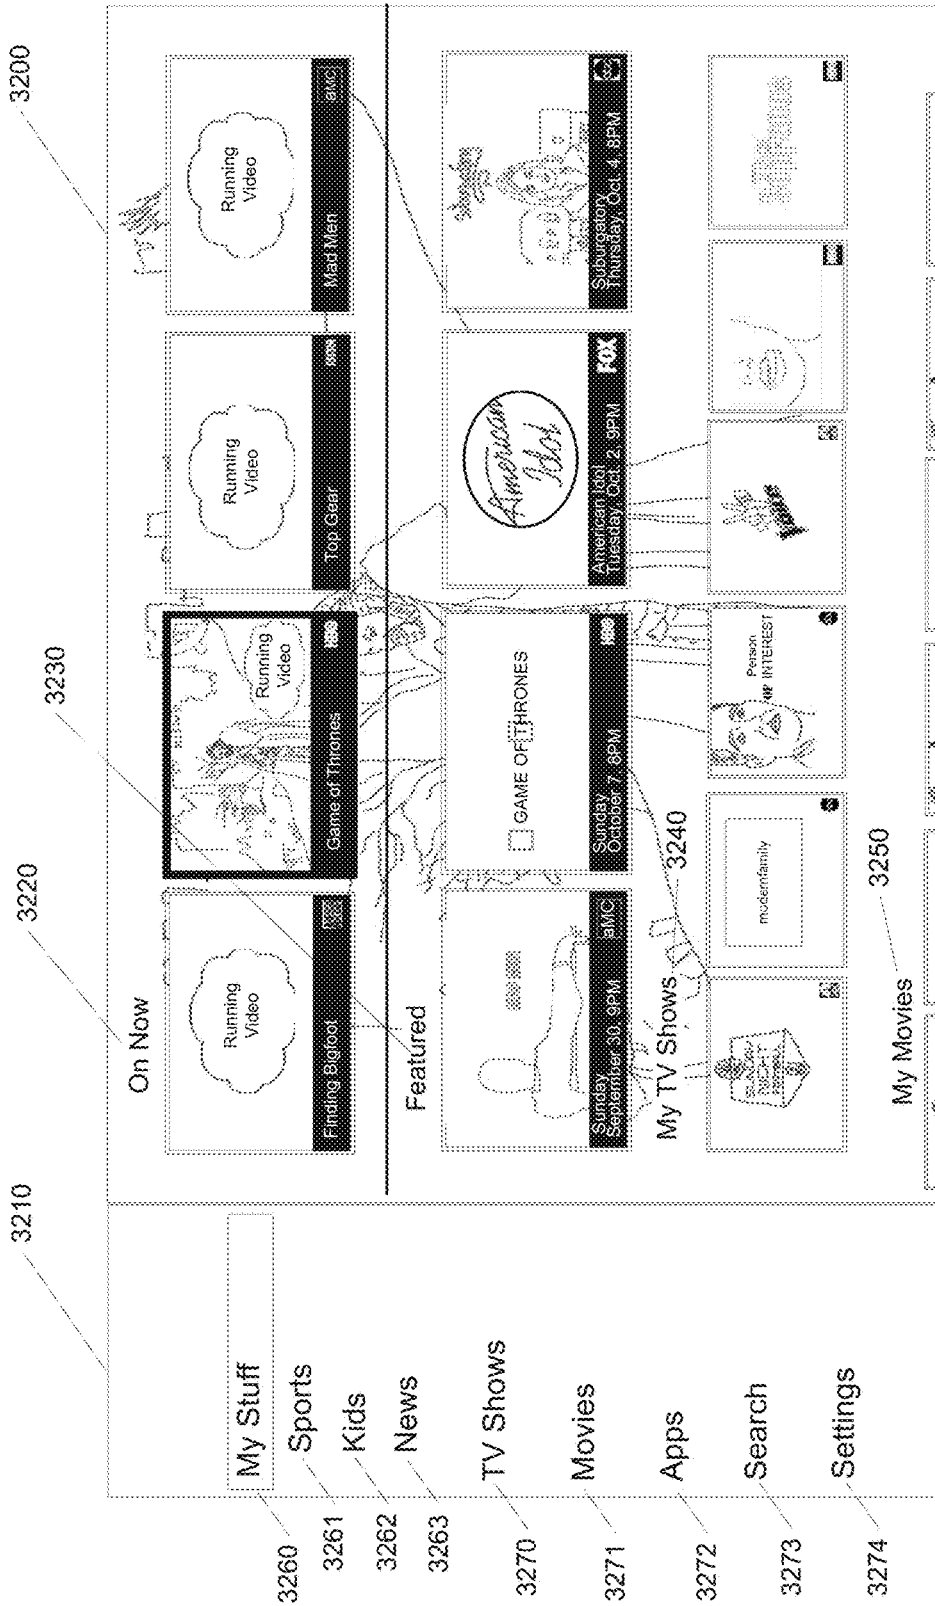 3200
3210
3220
3230
3260 My Stuff
3261 Sports
3262 Kids
3263 News
3270 TV Shows
3271 Movies
3272 Apps
3273 Search
3274 Settings
On Now
Running
Video
Finding Bigfoot
Running
Video
Game of Thrones
Running
Video
Top Gear
Running
Video
Mad Men
aMC
Featured
Sunday
September 30 9PM
aMC
GAME OF THRONES
Sunday
October 7 8PM
American
Idol
American Idol
Tuesday, Oct. 2 9PM
FOX
Suburgatory
Thursday, Oct. 4 8PM
My TV Shows
3240
SUNDAY
NIGHT
modernfamily
Person
OF INTEREST
My Movies
3250